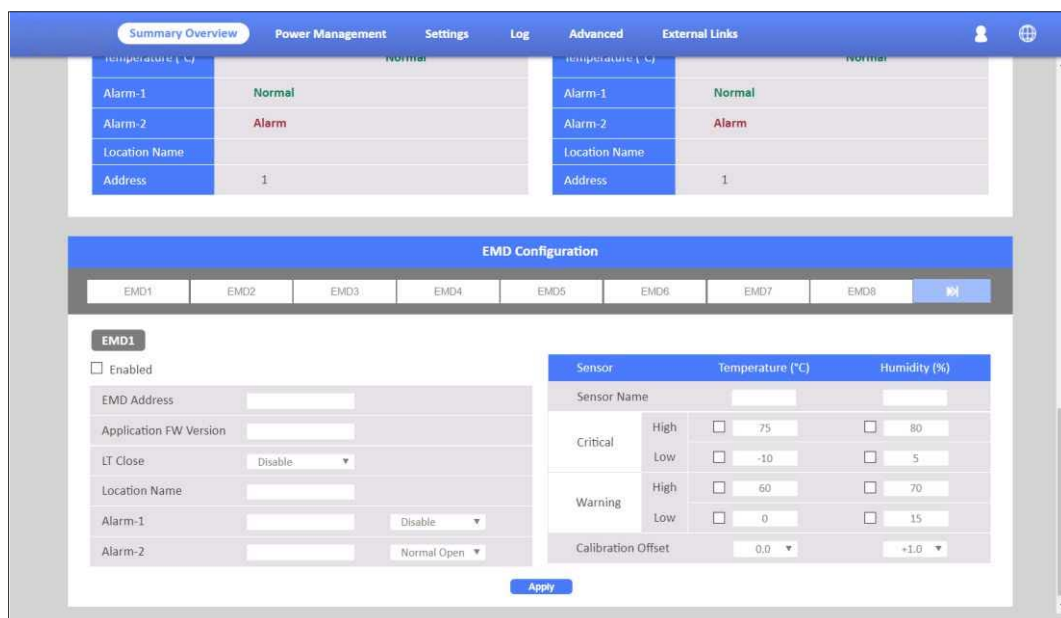 Summary Overview Power Management Settings Log Advanced External Links
Temperature (°C) Normal Temperature (°C) Normal
Alarm-1 Normal Alarm-1 Normal
Alarm-2 Alarm Alarm-2 Alarm
Location Name Location Name
Address 1 Address 1
EMD Configuration
EMD1 EMD2 EMD3 EMD4 EMD5 EMD6 EMD7 EMD8
EMD1
Enabled
EMD Address
Application FW Version
LT Close Disable
Location Name
Alarm-1 Disable
Alarm-2 Normal Open
Sensor Temperature (°C) Humidity (%)
Sensor Name
Critical
High 75 80
Low -10 5
Warning
High 60 70
Low 0 15
Calibration Offset 0.0 +1.0
Apply